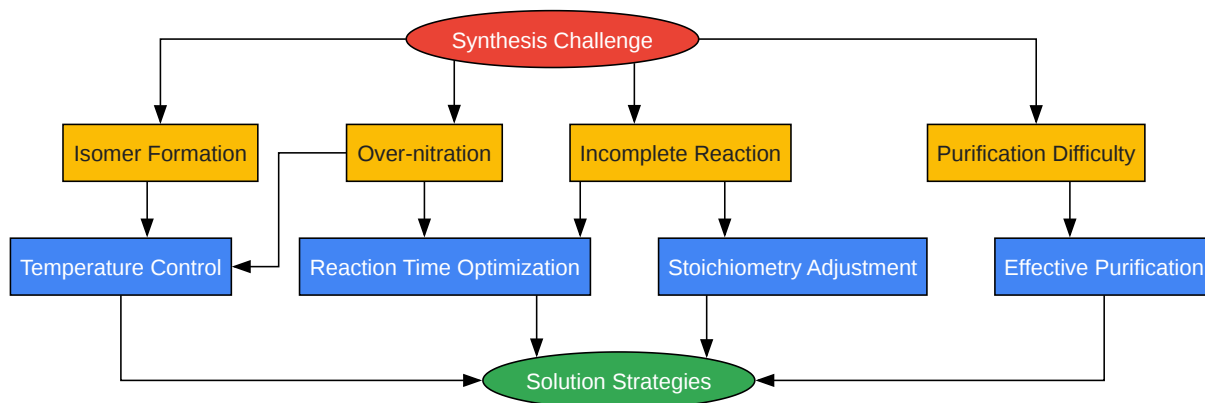 Synthesis Challenge
Isomer Formation
Over-nitration
Incomplete Reaction
Purification Difficulty
Temperature Control
Reaction Time Optimization
Stoichiometry Adjustment
Effective Purification
Solution Strategies